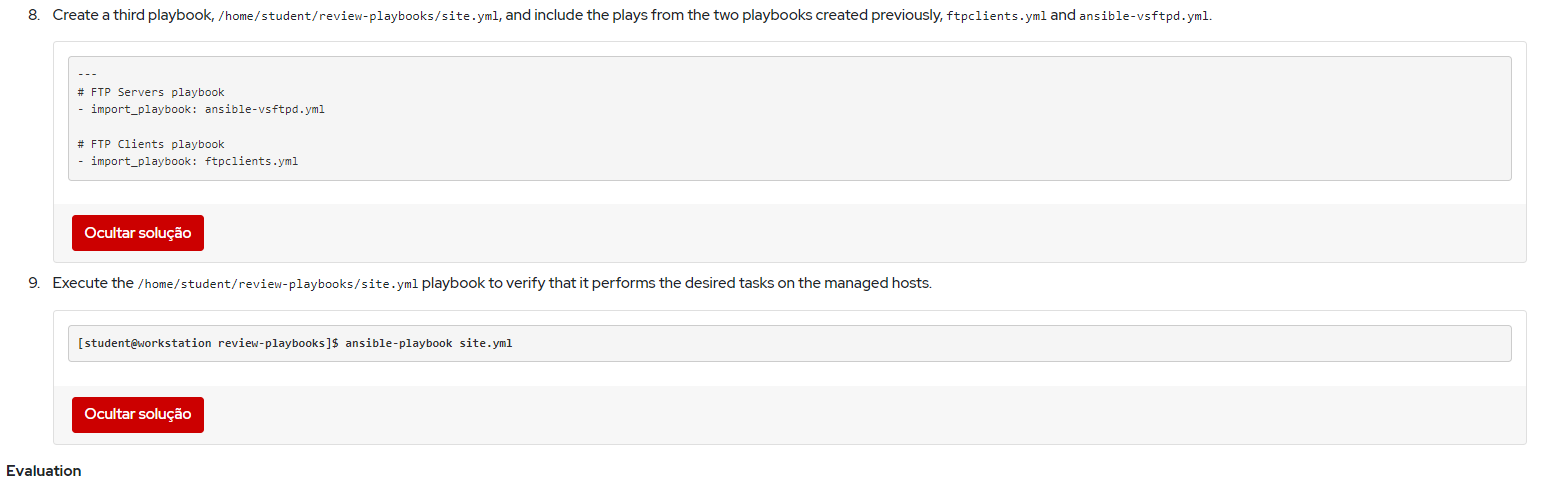 8. Create a third playbook, /home/student/review-playbooks/site.yml, and include the plays from the two playbooks created previously, ftpclients.yml and ansible-vsftpd.yml.
---
# FTP Servers playbook
- import_playbook: ansible-vsftpd.yml

# FTP Clients playbook
- import_playbook: ftpclients.yml
Ocultar solução
9. Execute the /home/student/review-playbooks/site.yml playbook to verify that it performs the desired tasks on the managed hosts.
[student@workstation review-playbooks]$ ansible-playbook site.yml
Ocultar solução
Evaluation